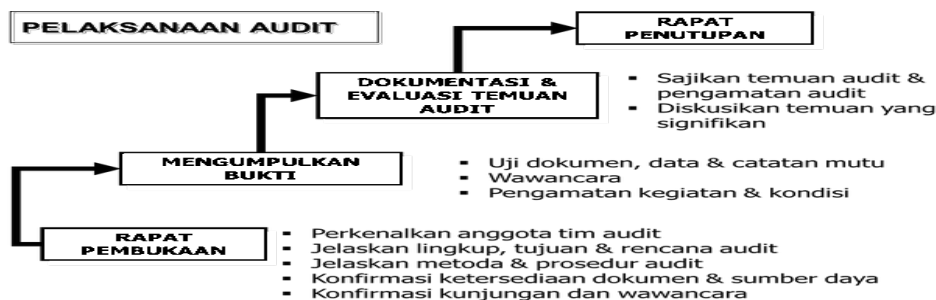 PELAKSANAAN AUDIT
RAPAT
PENUTUPAN
DOKUMENTASI &
EVALUASI TEMUAN
AUDIT
▪ Sajikan temuan audit &
pengamatan audit
▪ Diskusikan temuan yang
signifikan
MENGUMPULKAN
BUKTI
▪ Uji dokumen, data & catatan mutu
▪ Wawancara
▪ Pengamatan kegiatan & kondisi
RAPAT
PEMBUKAAN
▪ Perkenalkan anggota tim audit
▪ Jelaskan lingkup, tujuan & rencana audit
▪ Jelaskan metoda & prosedur audit
▪ Konfirmasi ketersediaan dokumen & sumber daya
▪ Konfirmasi kunjungan dan wawancara